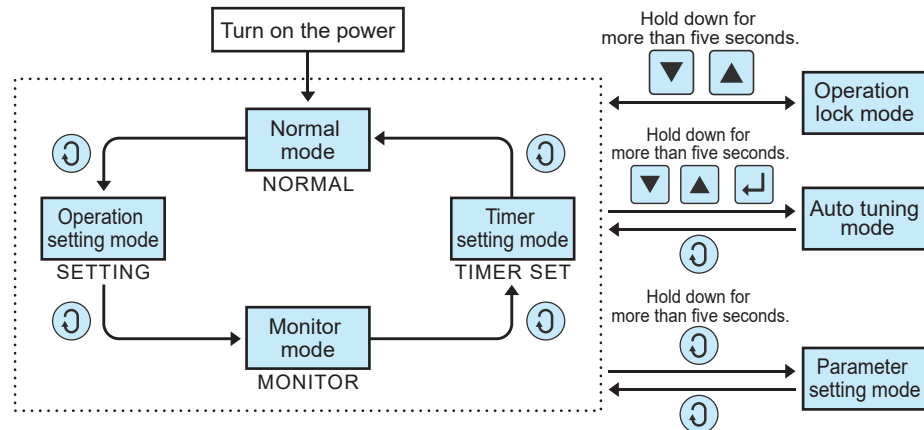 Turn on the power
Normal
mode
NORMAL
Operation
setting mode
SETTING
Timer
setting mode
TIMER SET
Monitor
mode
MONITOR
Hold down for
more than five seconds.
Operation
lock mode
Hold down for
more than five seconds.
Auto tuning
mode
Hold down for
more than five seconds.
Parameter
setting mode